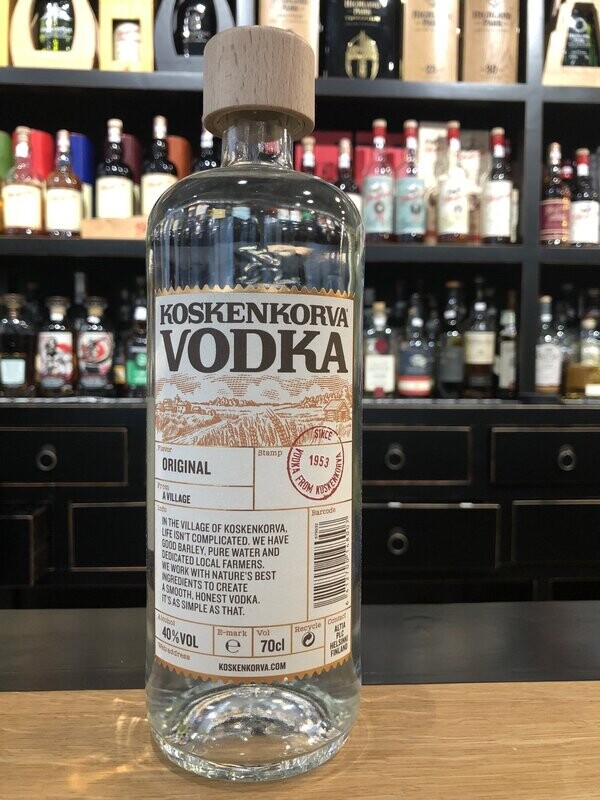 HIGHLAND
PARK
KOSKENKORVA
VODKA
Flavor
ORIGINAL
Stamp
SINCE
1953
VODKA FROM KOSKENKORVA
From
A VILLAGE
Info
IN THE VILLAGE OF KOSKENKORVA,
LIFE ISN'T COMPLICATED. WE HAVE
GOOD BARLEY, PURE WATER AND
DEDICATED LOCAL FARMERS.
WE WORK WITH NATURE'S BEST
INGREDIENTS TO CREATE
A SMOOTH, HONEST VODKA.
IT'S AS SIMPLE AS THAT.
Barcode
Alcohol
40%VOL
E-mark
℮
Vol
70cl
Recycle
Contact
ALTIA
PLC
HELSINKI
FINLAND
Web address
KOSKENKORVA.COM